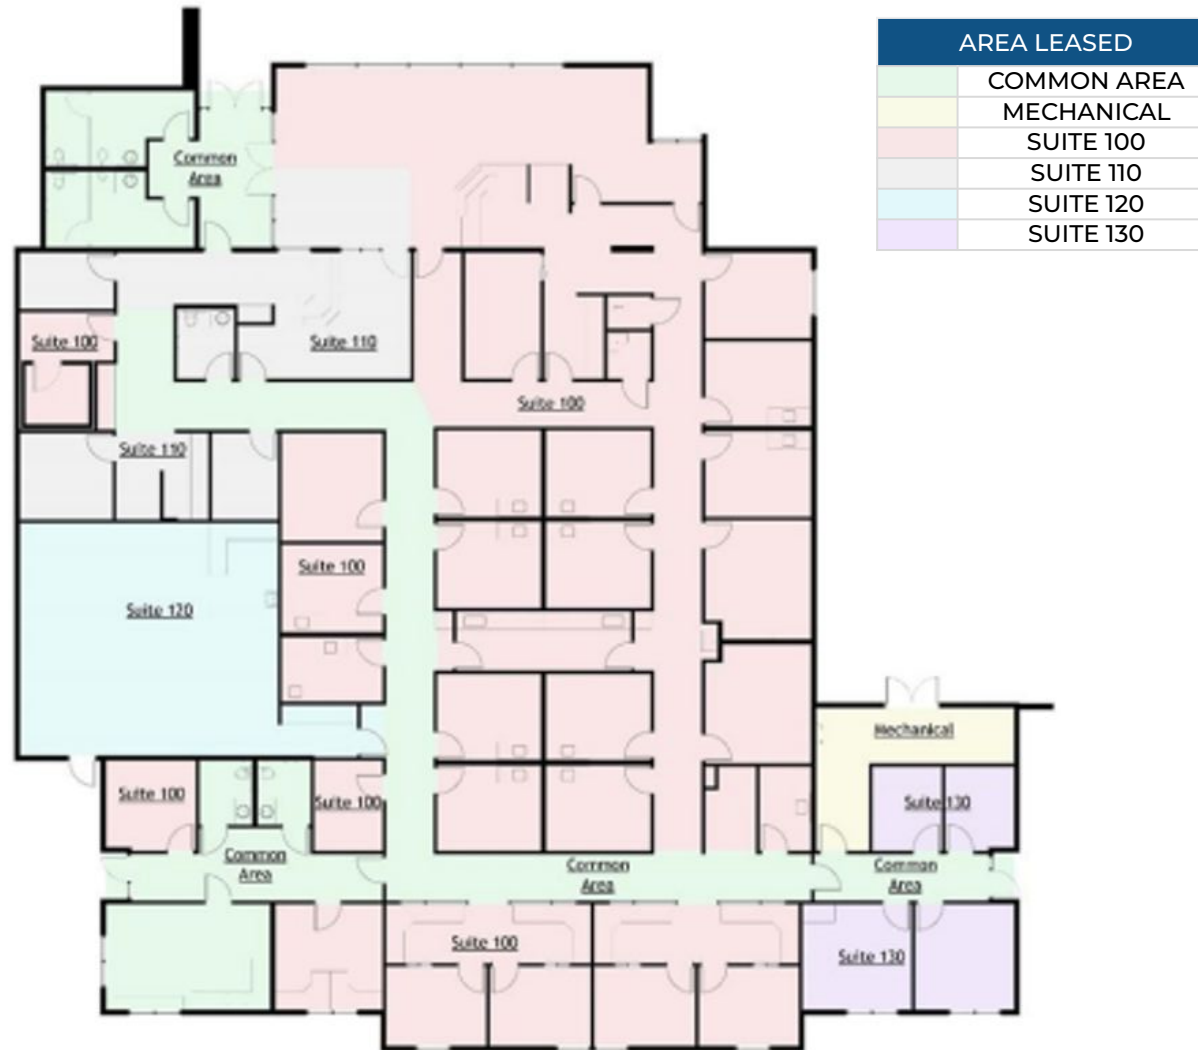 AREA LEASED
COMMON AREA
MECHANICAL
SUITE 100
SUITE 110
SUITE 120
SUITE 130
Common
Area
Suite 100
Suite 110
Suite 100
Suite 110
Suite 100
Suite 120
Mechanical
Suite 100
Suite 100
Suite 130
Common
Area
Common
Area
Common
Area
Suite 100
Suite 130